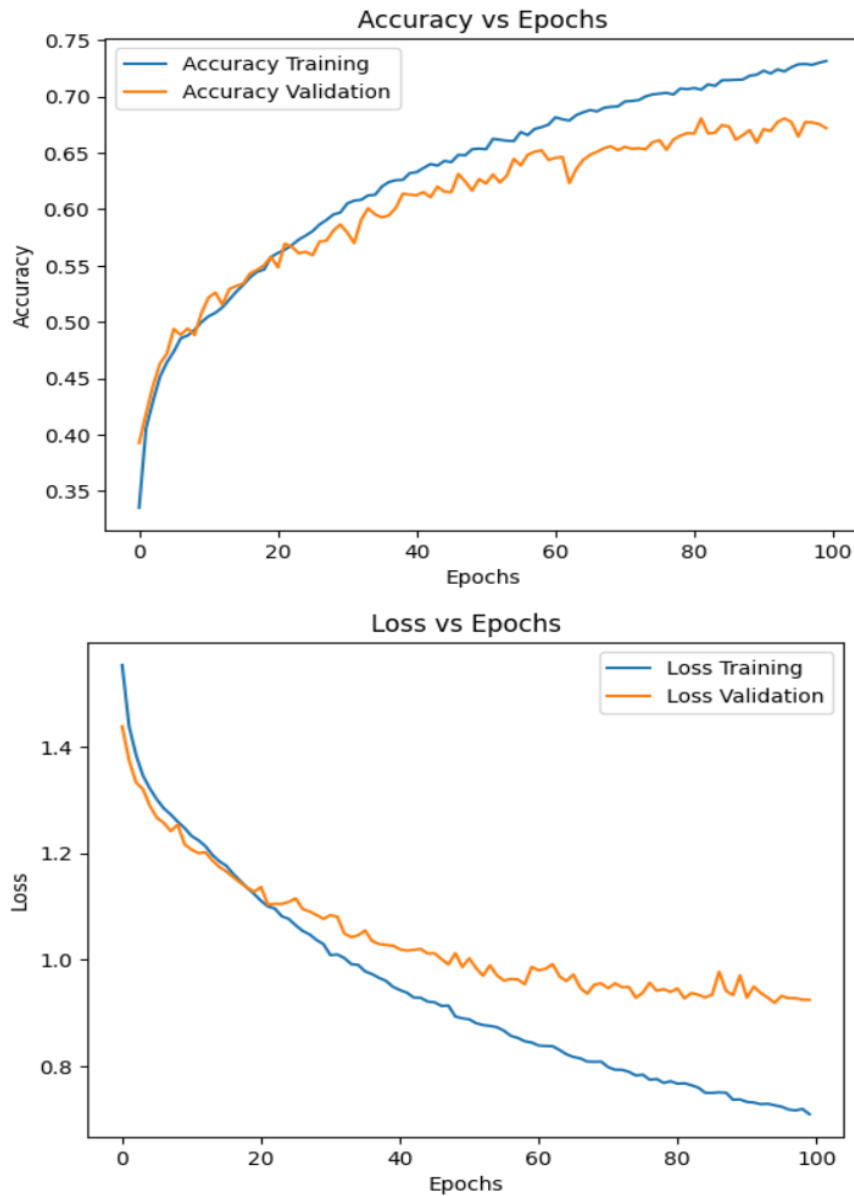 Accuracy vs Epochs
0.75
Accuracy Training
Accuracy Validation
0.70
0.65
0.60
0.55
0.50
0.45
0.40
0.35
Accuracy
0 20 40 60 80 100
Epochs
Loss vs Epochs
Loss Training
Loss Validation
1.4
1.2
1.0
0.8
Loss
0 20 40 60 80 100
Epochs